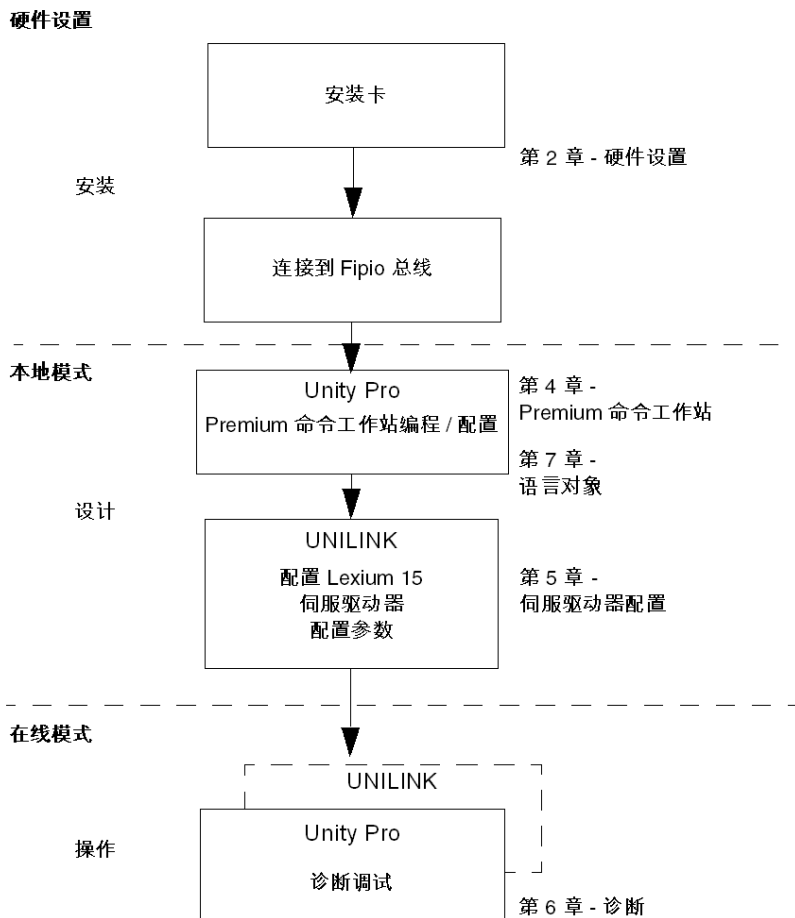 硬件设置
安装卡
第 2 章 - 硬件设置
安装
连接到 Fipio 总线
本地模式
Unity Pro
Premium 命令工作站编程 / 配置
第 4 章 -
Premium 命令工作站
第 7 章 -
语言对象
设计
UNILINK
配置 Lexium 15
伺服驱动器
配置参数
第 5 章 -
伺服驱动器配置
在线模式
UNILINK
Unity Pro
操作
诊断调试
第 6 章 - 诊断